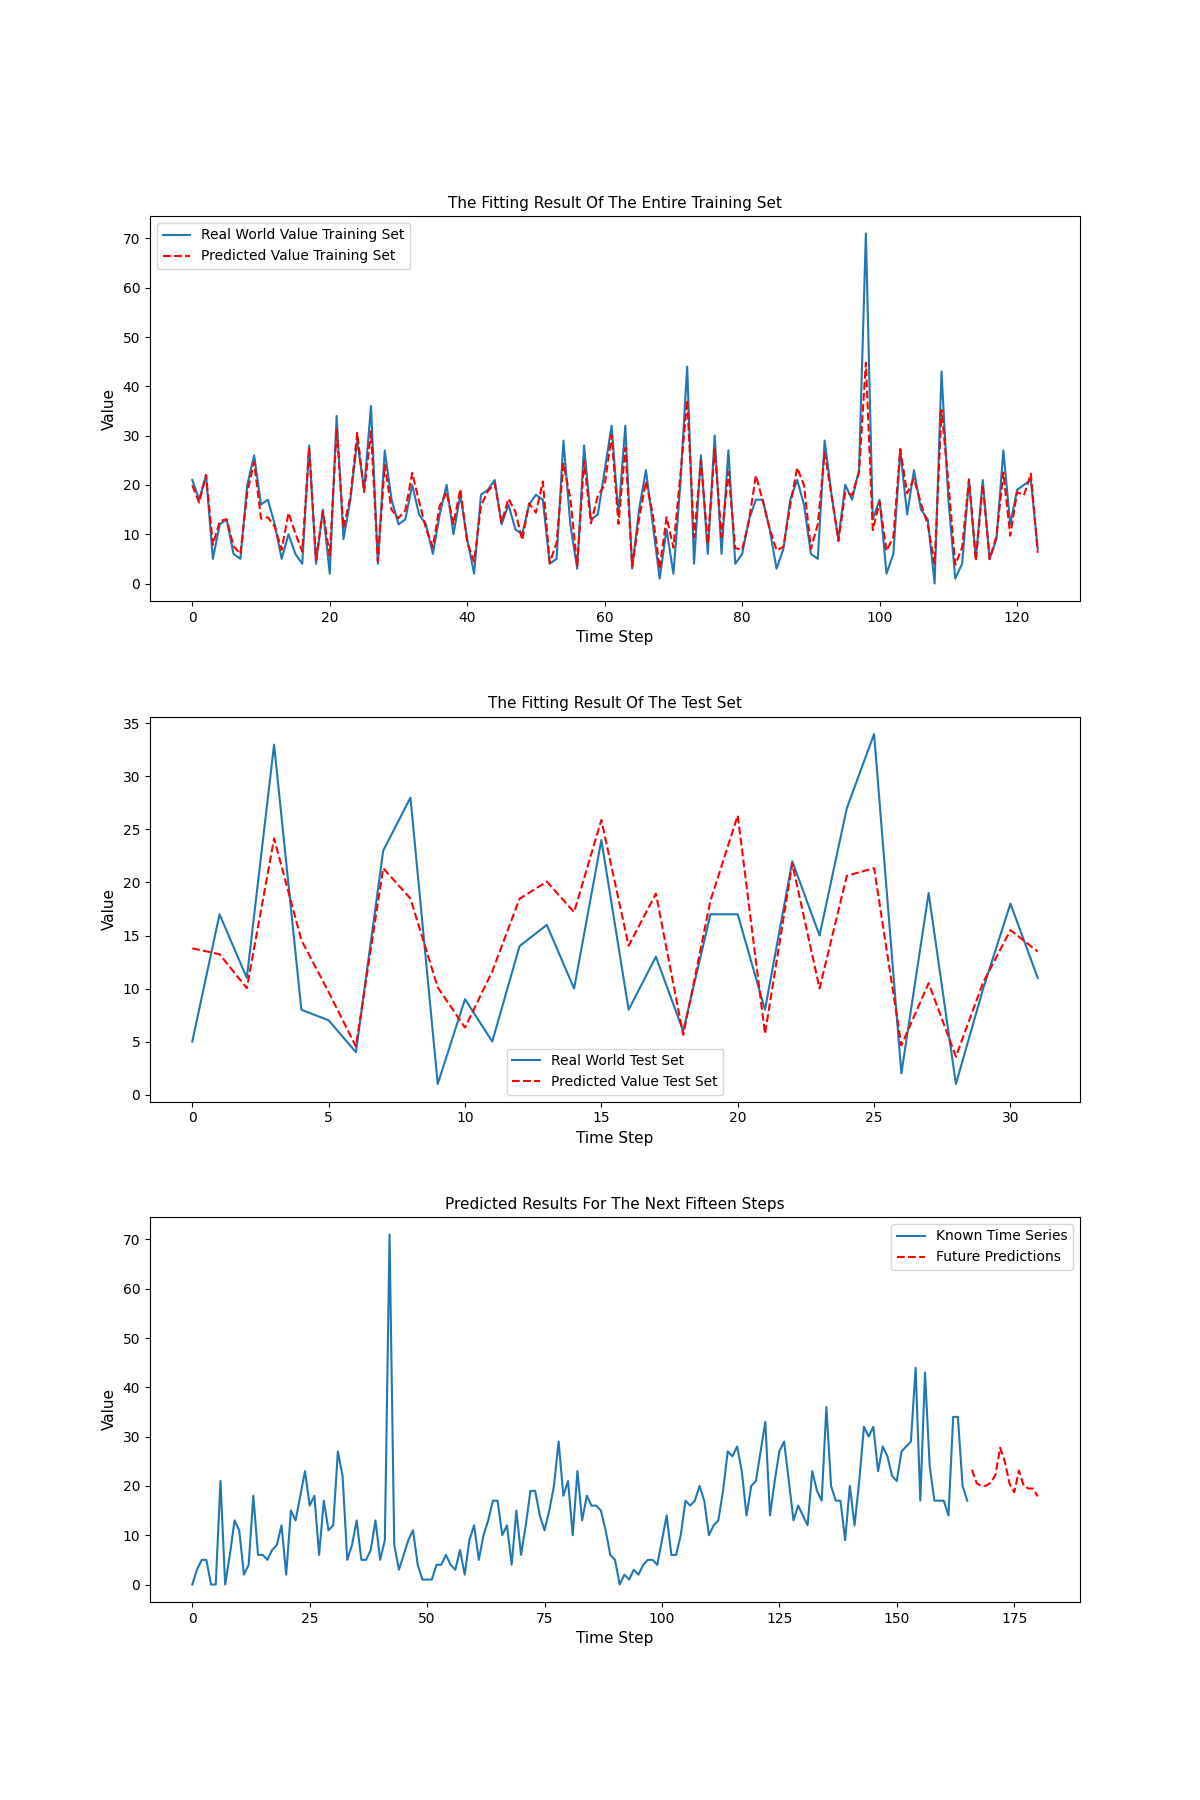 The Fitting Result Of The Entire Training Set
Real World Value Training Set
Predicted Value Training Set
70
60
50
40
30
20
10
0
Value
0 20 40 60 80 100 120
Time Step
The Fitting Result Of The Test Set
35
30
25
20
15
10
5
0
Value
Real World Test Set
Predicted Value Test Set
0 5 10 15 20 25 30
Time Step
Predicted Results For The Next Fifteen Steps
Known Time Series
Future Predictions
70
60
50
40
30
20
10
0
Value
0 25 50 75 100 125 150 175
Time Step